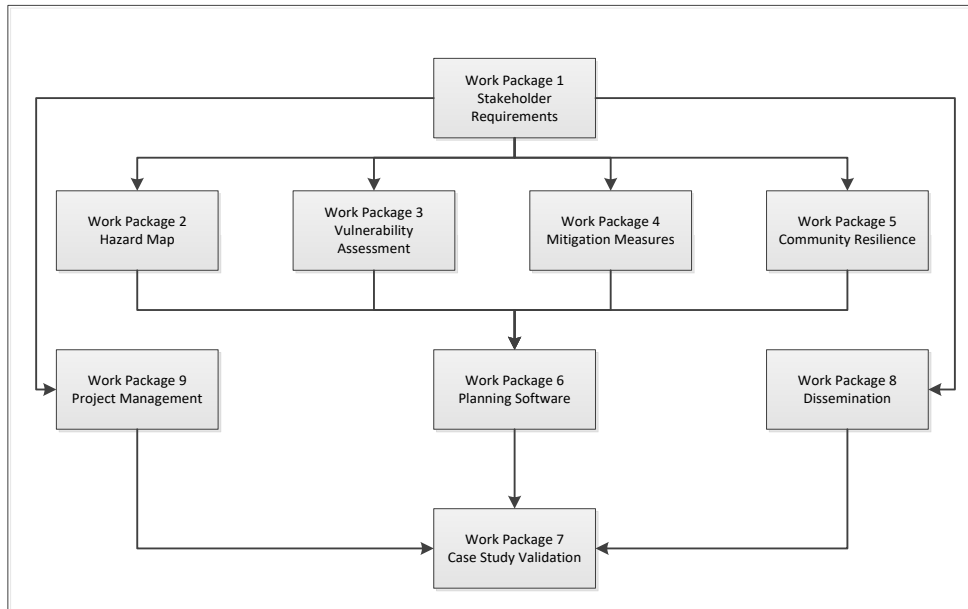 Work Package 1
Stakeholder
Requirements
Work Package 2
Hazard Map
Work Package 3
Vulnerability
Assessment
Work Package 4
Mitigation Measures
Work Package 5
Community Resilience
Work Package 9
Project Management
Work Package 6
Planning Software
Work Package 8
Dissemination
Work Package 7
Case Study Validation